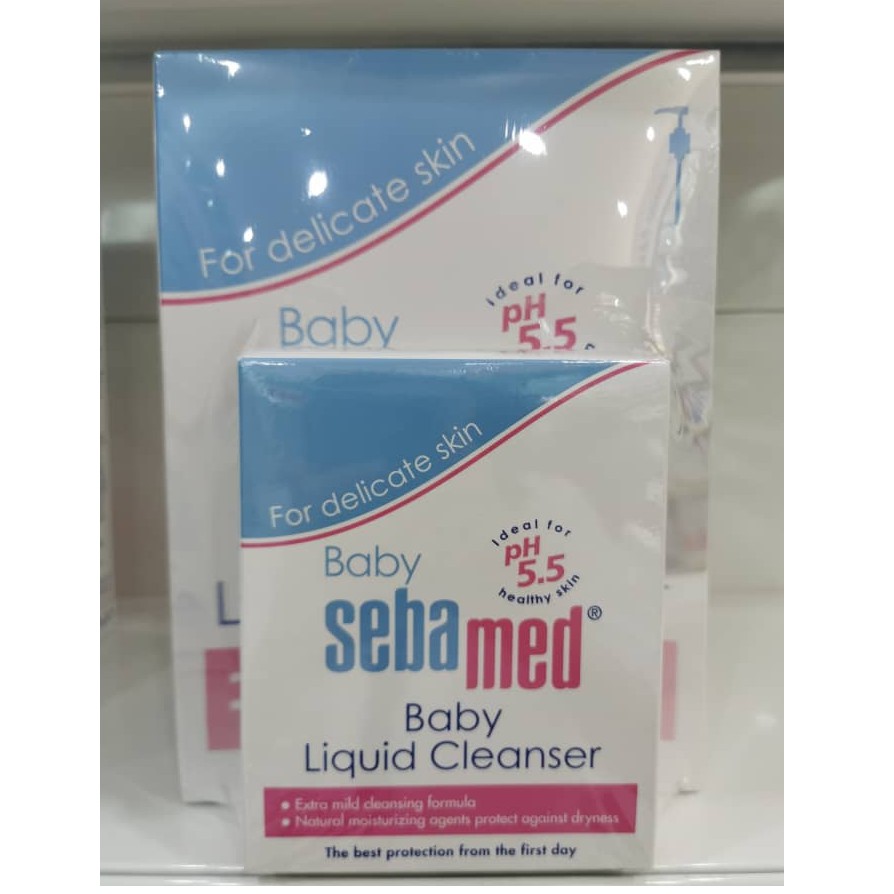 For delicate skin
Baby
ideal for
pH
5.5
For delicate skin
Baby
sebamed®
ideal for
pH
5.5
healthy skin
Baby
Liquid Cleanser
• Extra mild cleansing formula
• Natural moisturizing agents protect against dryness
The best protection from the first day